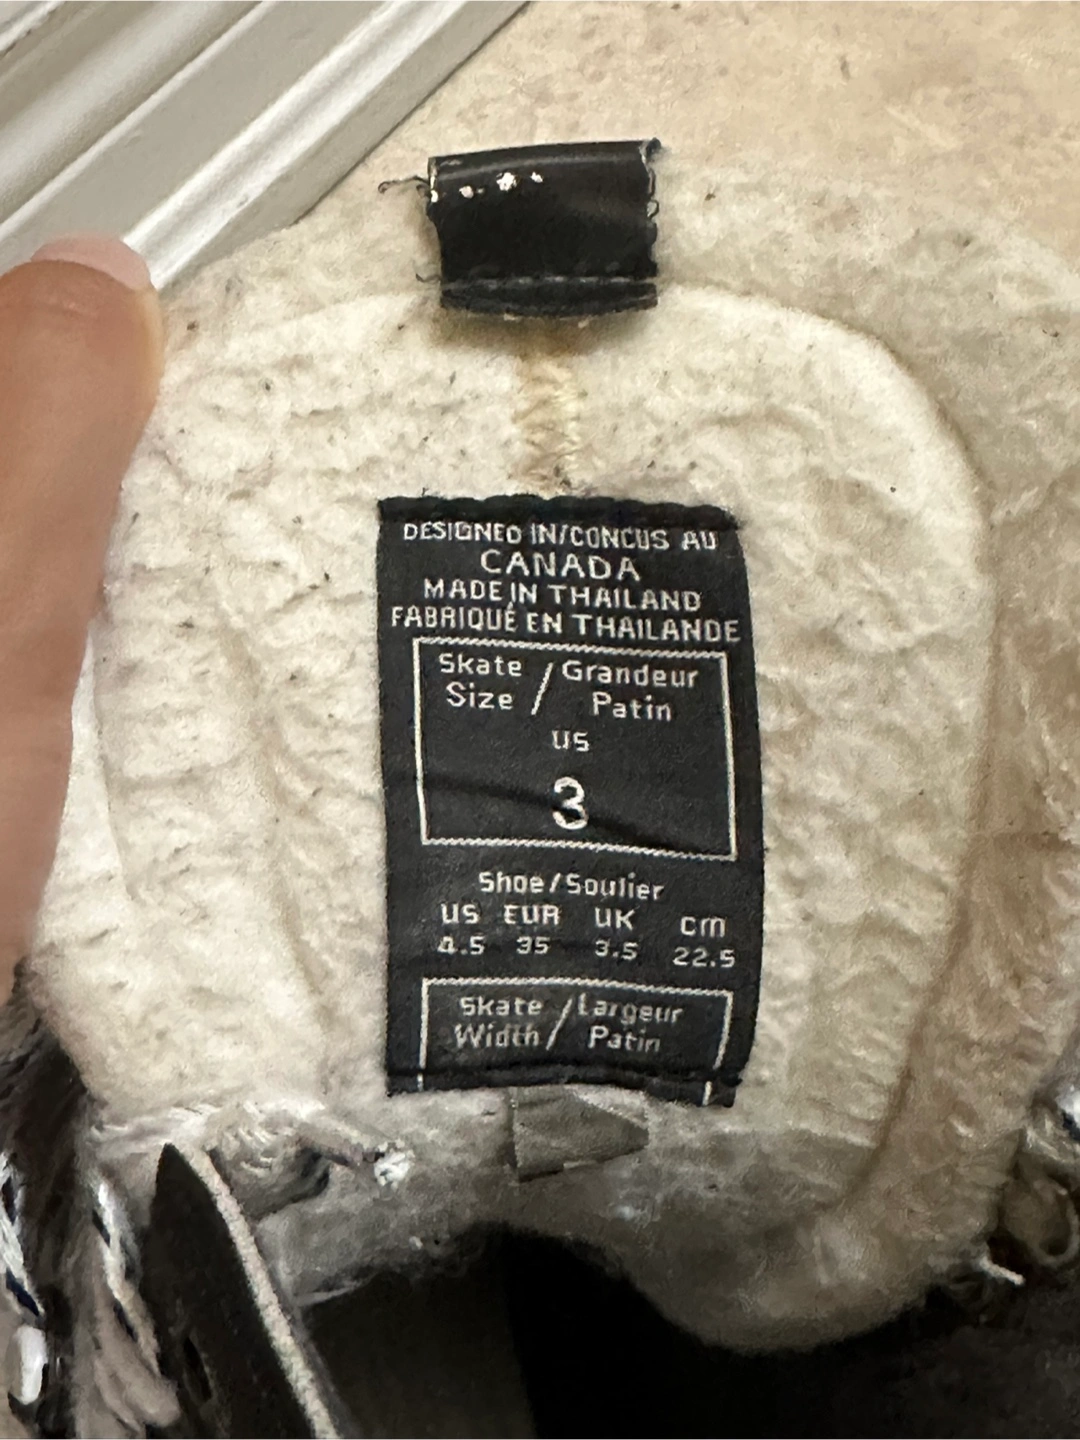 DESIGNED IN/CONCUS AU
CANADA
MADE IN THAILAND
FABRIQUÉ EN THAILANDE
Skate / Grandeur
Size / Patin
US
3
Shoe/Soulier
US EUR UK cm
4.5 35 3.5 22.5
Skate / Largeur
Width / Patin